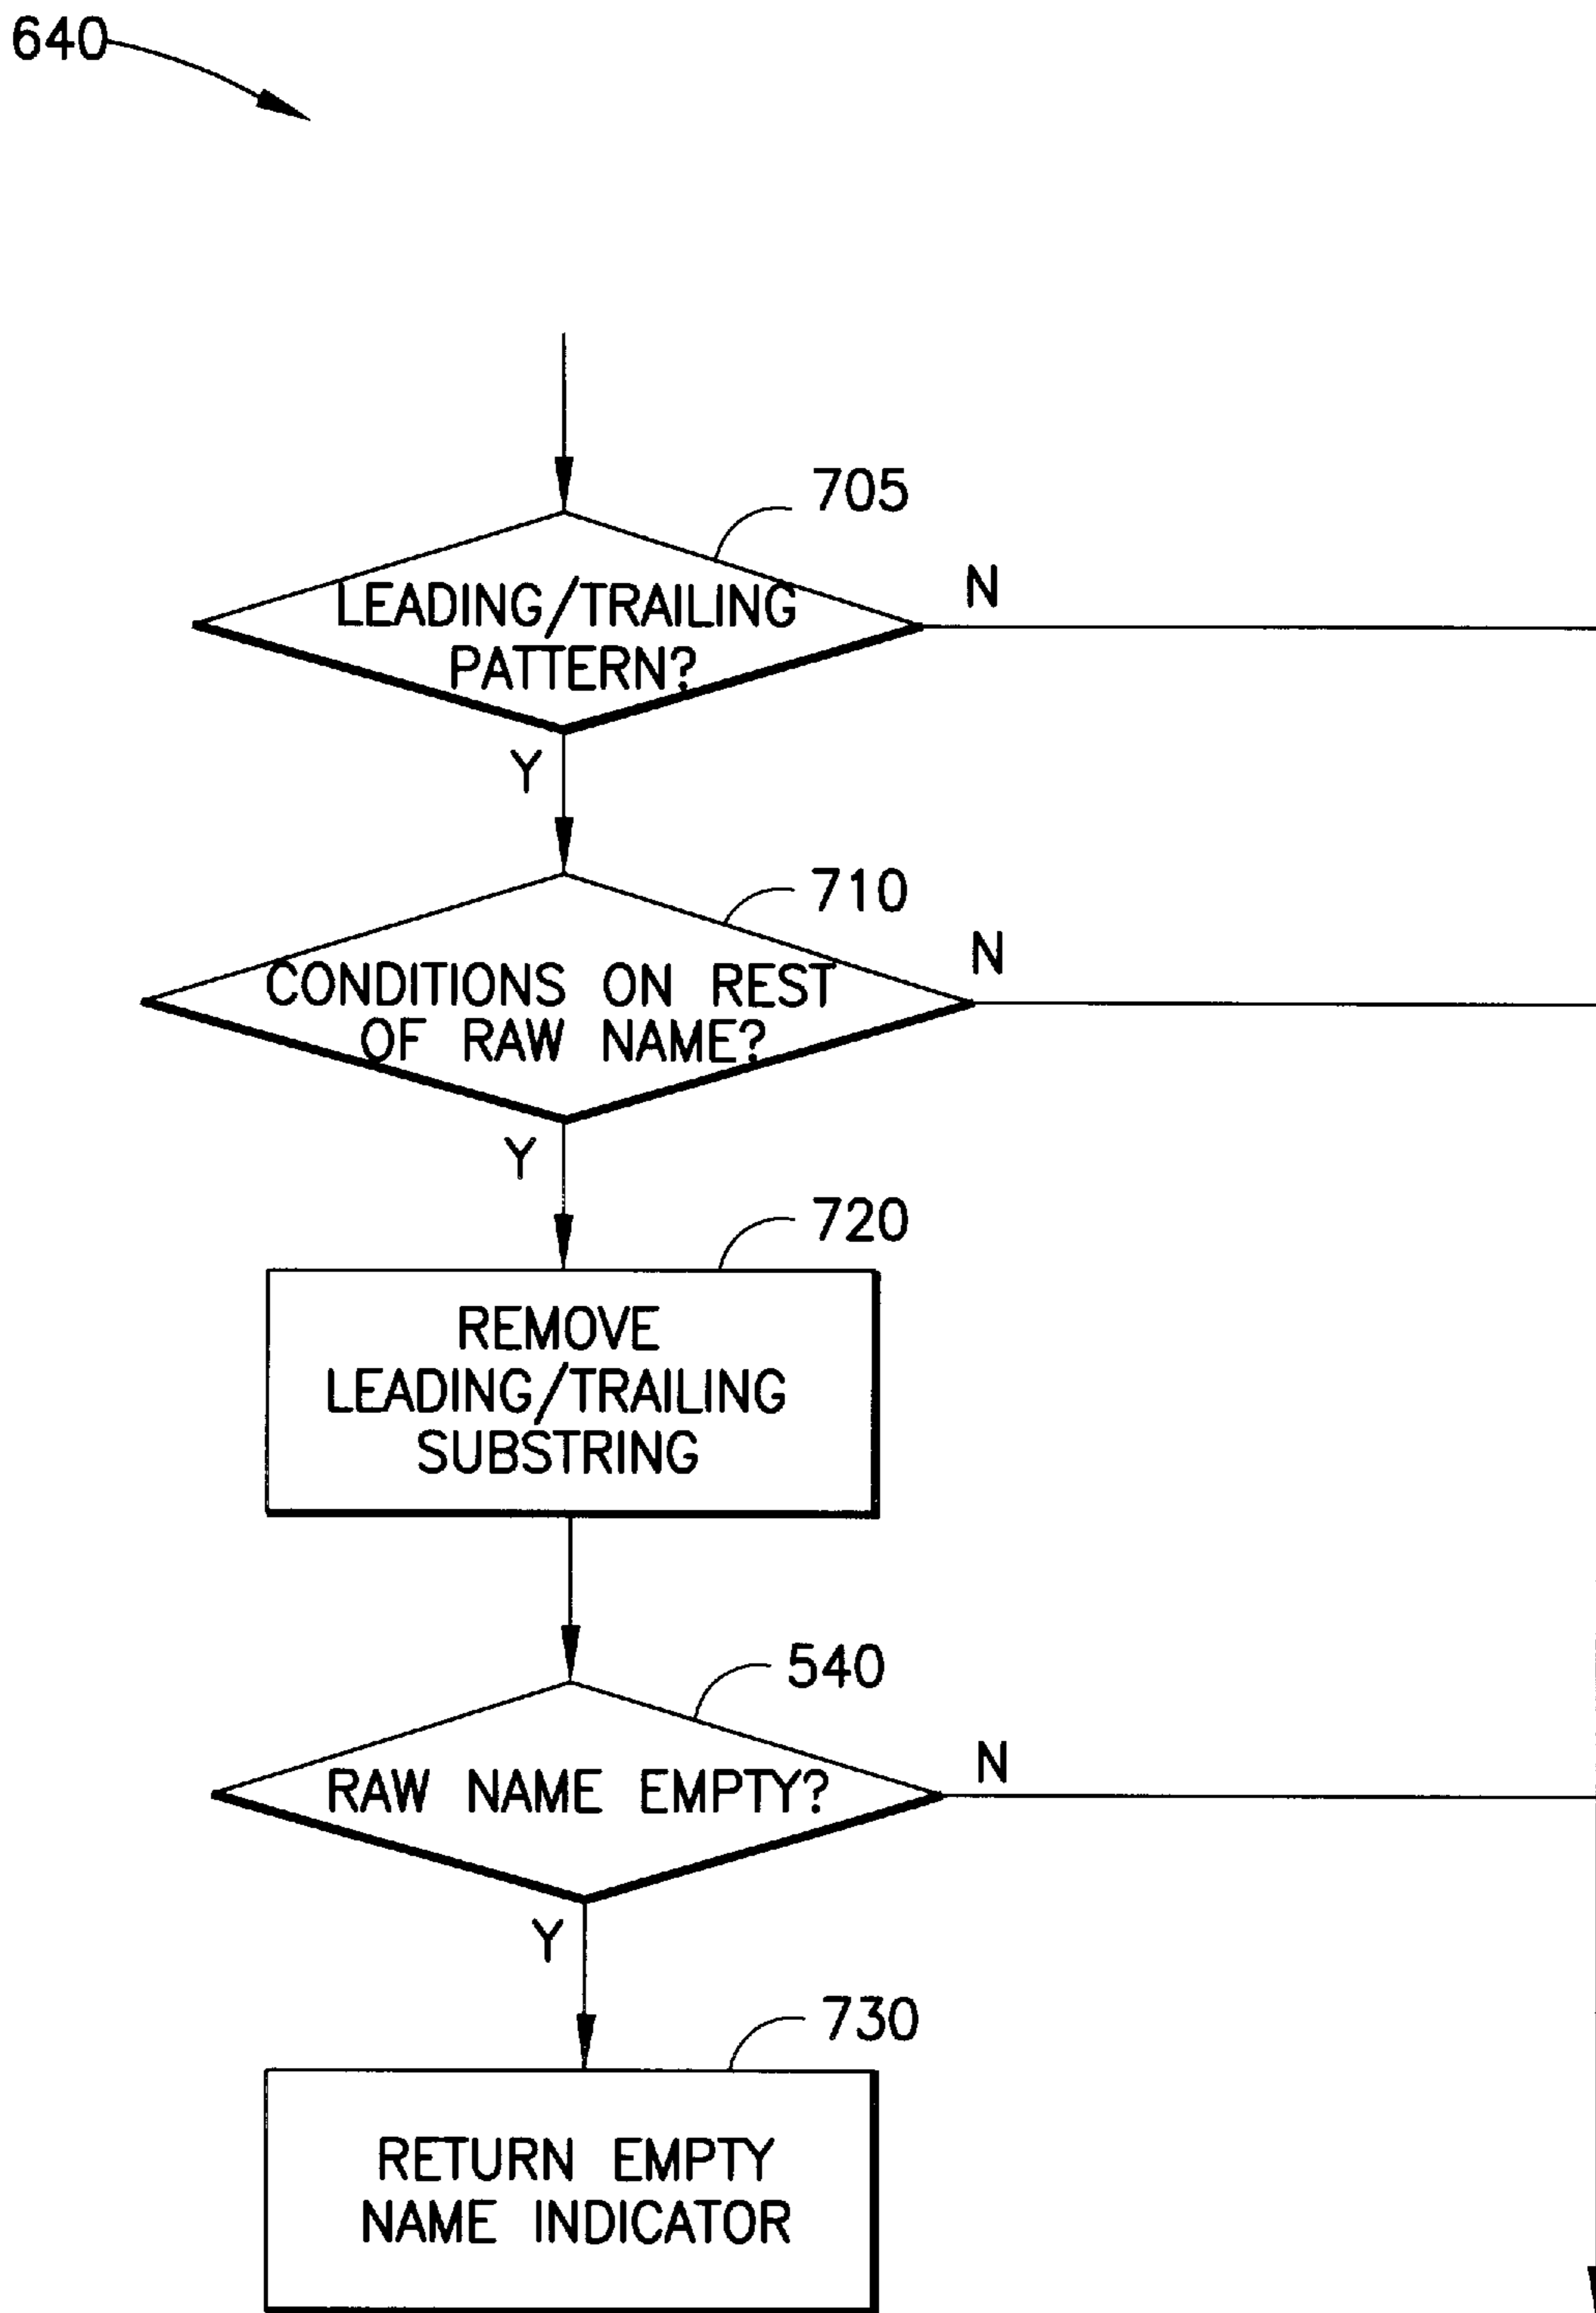 640
705
LEADING/TRAILING
PATTERN?
N
Y
710
CONDITIONS ON REST
OF RAW NAME?
N
Y
720
REMOVE
LEADING/TRAILING
SUBSTRING
540
RAW NAME EMPTY?
N
Y
730
RETURN EMPTY
NAME INDICATOR